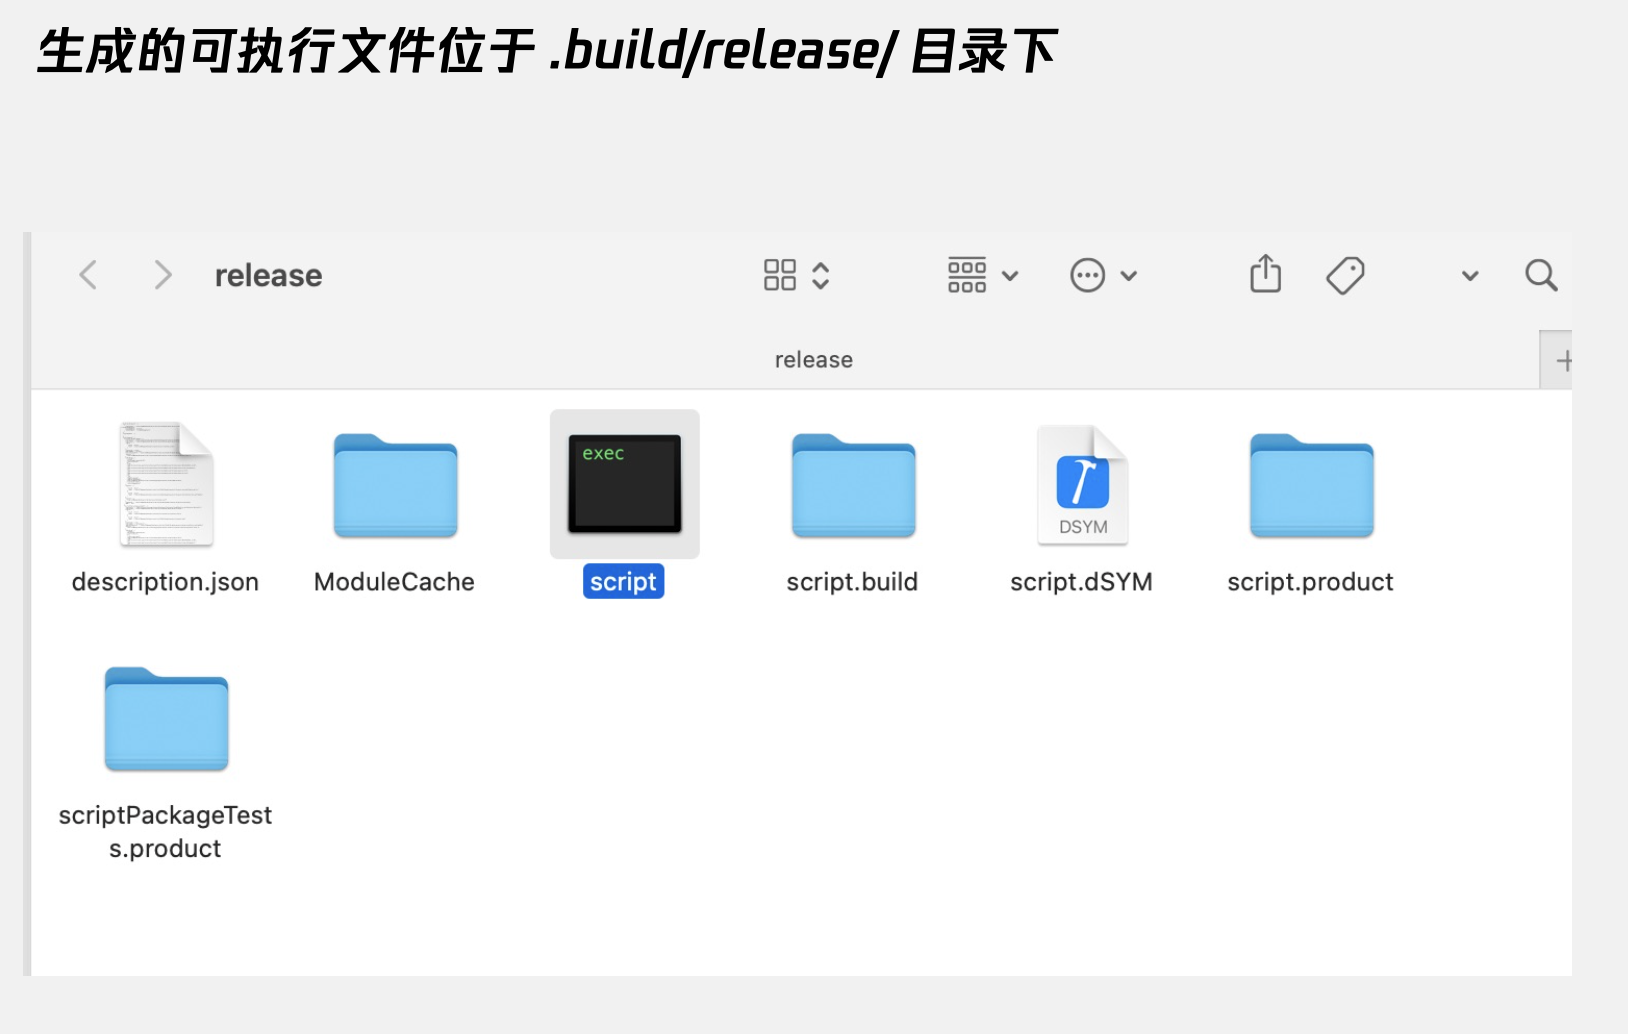 生成的可执行文件位于 .build/release/ 目录下
release
release
exec
DSYM
description.json
ModuleCache
script
script.build
script.dSYM
script.product
scriptPackageTest
s.product